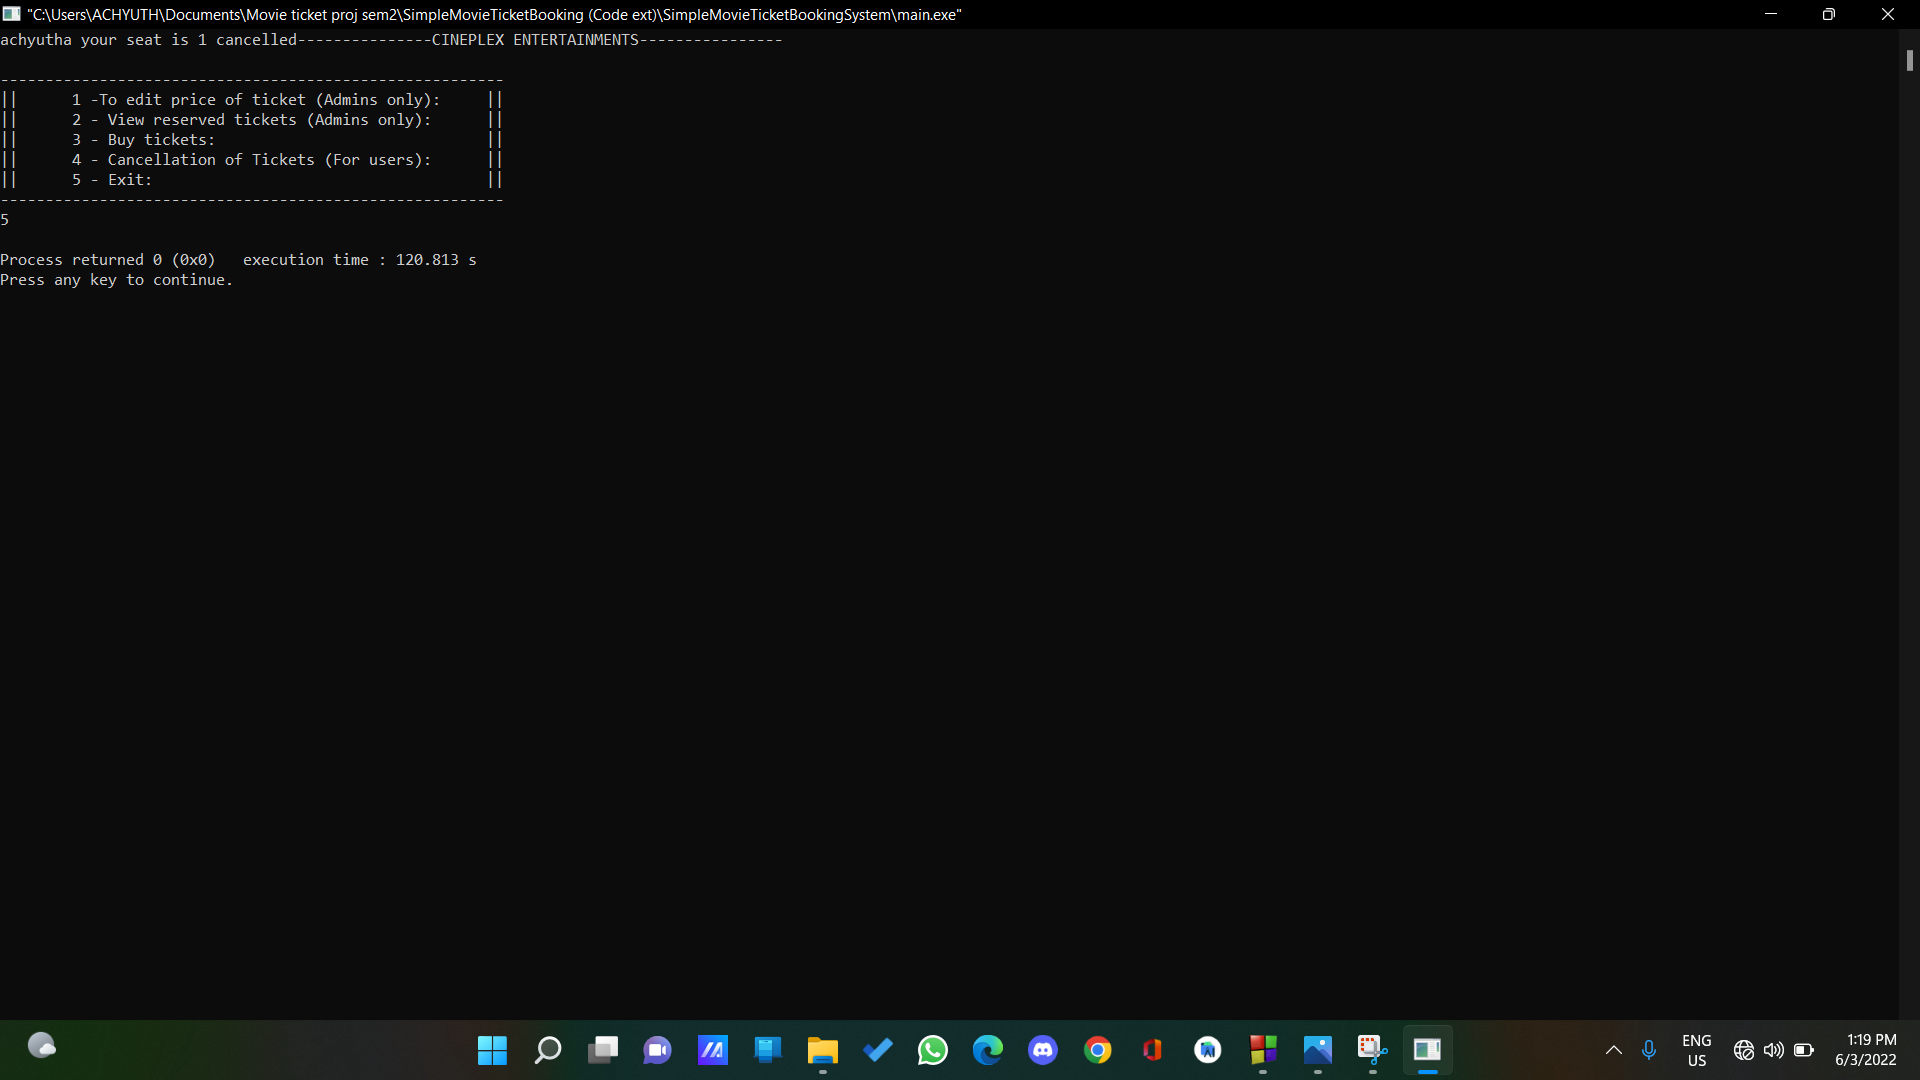 "C:\Users\ACHYUTH\Documents\Movie ticket proj sem2\SimpleMovieTicketBooking (Code ext)\SimpleMovieTicketBookingSystem\main.exe"
achyutha your seat is 1 cancelled---------------CINEPLEX ENTERTAINMENTS----------------
--------------------------------------------------------
||      1 -To edit price of ticket (Admins only):     ||
||      2 - View reserved tickets (Admins only):      ||
||      3 - Buy tickets:                              ||
||      4 - Cancellation of Tickets (For users):      ||
||      5 - Exit:                                     ||
--------------------------------------------------------
5
Process returned 0 (0x0)   execution time : 120.813 s
Press any key to continue.
ENG
US
1:19 PM
6/3/2022